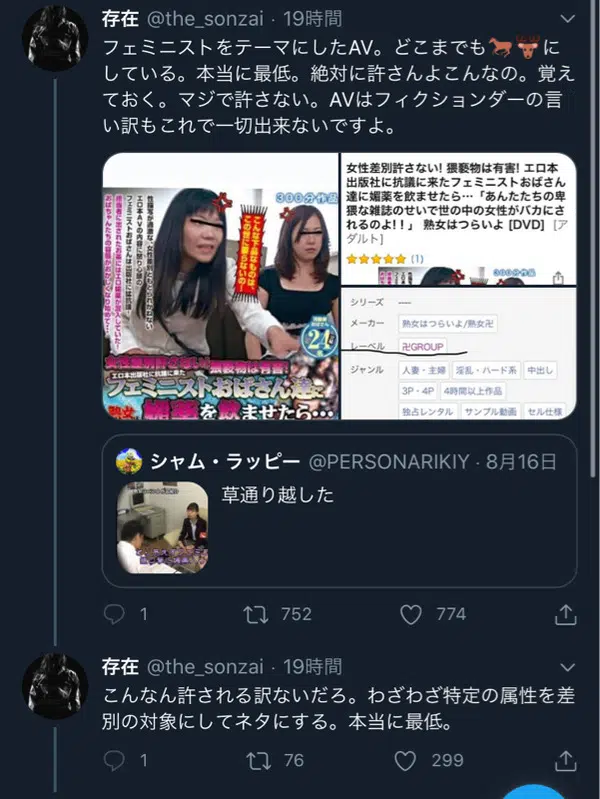 存在 @the_sonzai · 19時間
フェミニストをテーマにしたAV。どこまでも🐎🐮に
している。本当に最低。絶対に許さんよこんなの。覚え
ておく。マジで許さない。AVはフィクションダーの言
い訳もこれで一切出来ないですよ。
300分作品
こんな下品なものは、
この世に要らないの!
24名
女性差別許さない!猥褻物は有害!
エロ本出版社に抗議に来た
フェミニストおばさん達に
媚薬を飲ませたら…
女性差別許さない! 猥褻物は有害! エロ本
出版社に抗議に来たフェミニストおばさん
達に媚薬を飲ませたら… 「あんたたちの卑
猥な雑誌のせいで世の中の女性がバカにさ
れるのよ!!」 熟女はつらいよ [DVD] [ア
ダルト]
★★★★★ (1)
300分作品
シリーズ ----
メーカー 熟女はつらいよ/熟女卍
レーベル 卍GROUP
ジャンル 人妻・主婦 淫乱・ハード系 中出し
3P・4P 4時間以上作品
独占レンタル サンプル動画 セル仕様
シャム・ラッピー @PERSONARIKIY · 8月16日
草通り越した
1 752 774
存在 @the_sonzai · 19時間
こんなん許される訳ないだろ。わざわざ特定の属性を差
別の対象にしてネタにする。本当に最低。
1 76 299